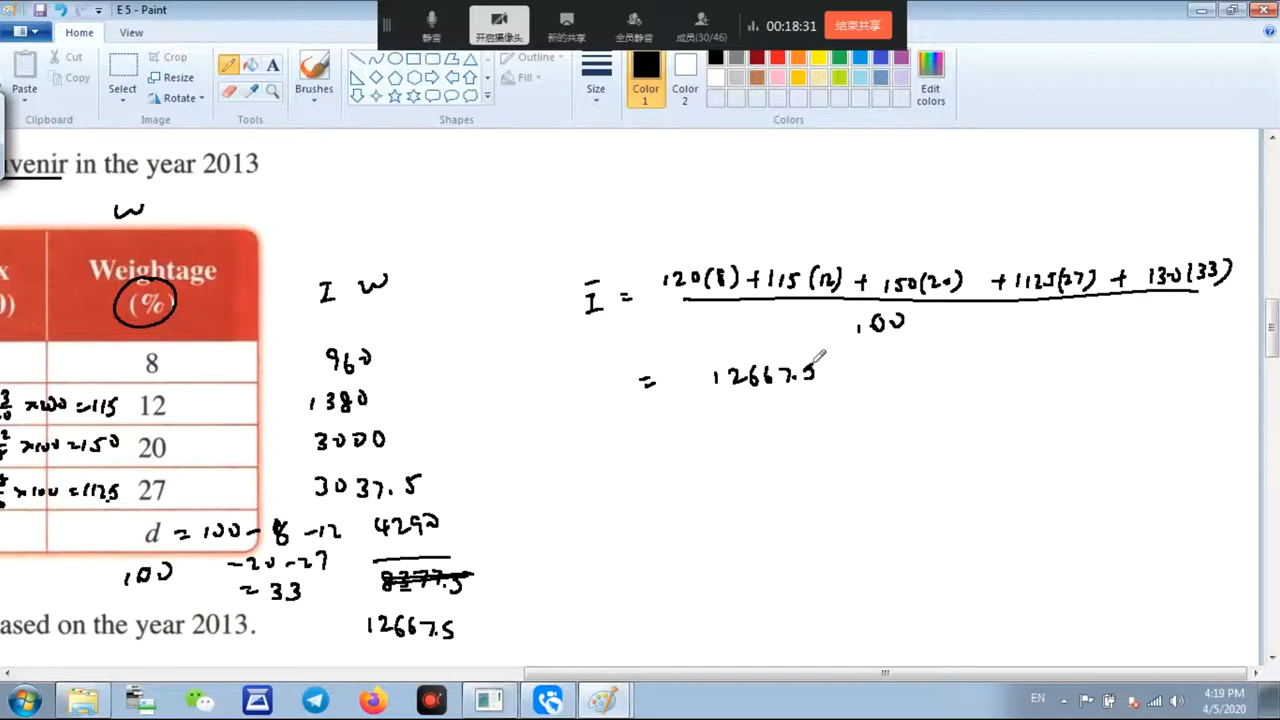 E 5 - Paint
静音
开启摄像头
新的共享
全员静音
成员(30/46)
00:18:31
结束共享
Home
View
Paste
Cut
Copy
Clipboard
Select
Crop
Resize
Rotate
Image
Tools
Brushes
Shapes
Outline
Fill
Size
Color 1
Color 2
Edit colors
Colors
venir in the year 2013
W
x
0)
Weightage
(%)
8
×100 = 115 12
×100 = 150 20
×100 = 112.5 27
d = 100 - 8 - 12
- 20 - 27
= 33
100
I W
960
1380
3000
3037.5
4290
8377.5
12667.5
Ī = 120(8) + 115(12) + 150(20) + 112.5(27) + 130(33)
100
= 12667.5
ased on the year 2013.
EN
4:19 PM
4/5/2020